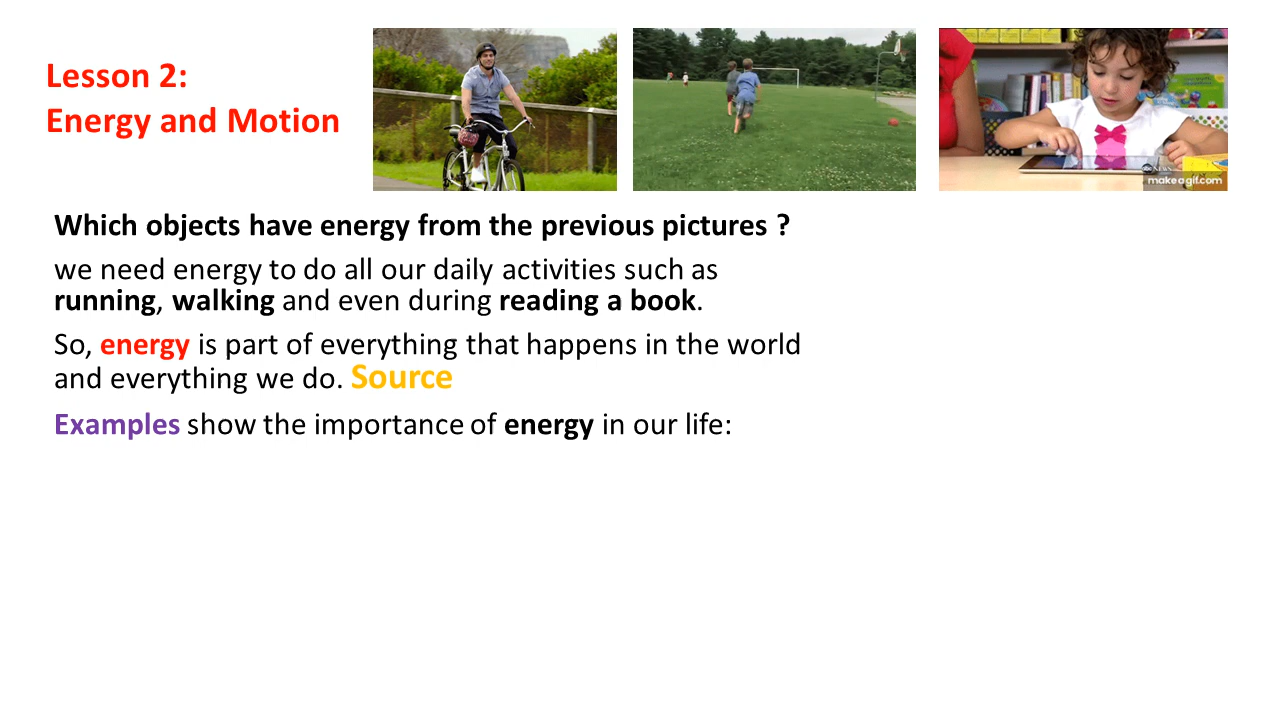 Lesson 2:
Energy and Motion
makeagif.com
Which objects have energy from the previous pictures ?
we need energy to do all our daily activities such as
running, walking and even during reading a book.
So, energy is part of everything that happens in the world
and everything we do. Source
Examples show the importance of energy in our life: